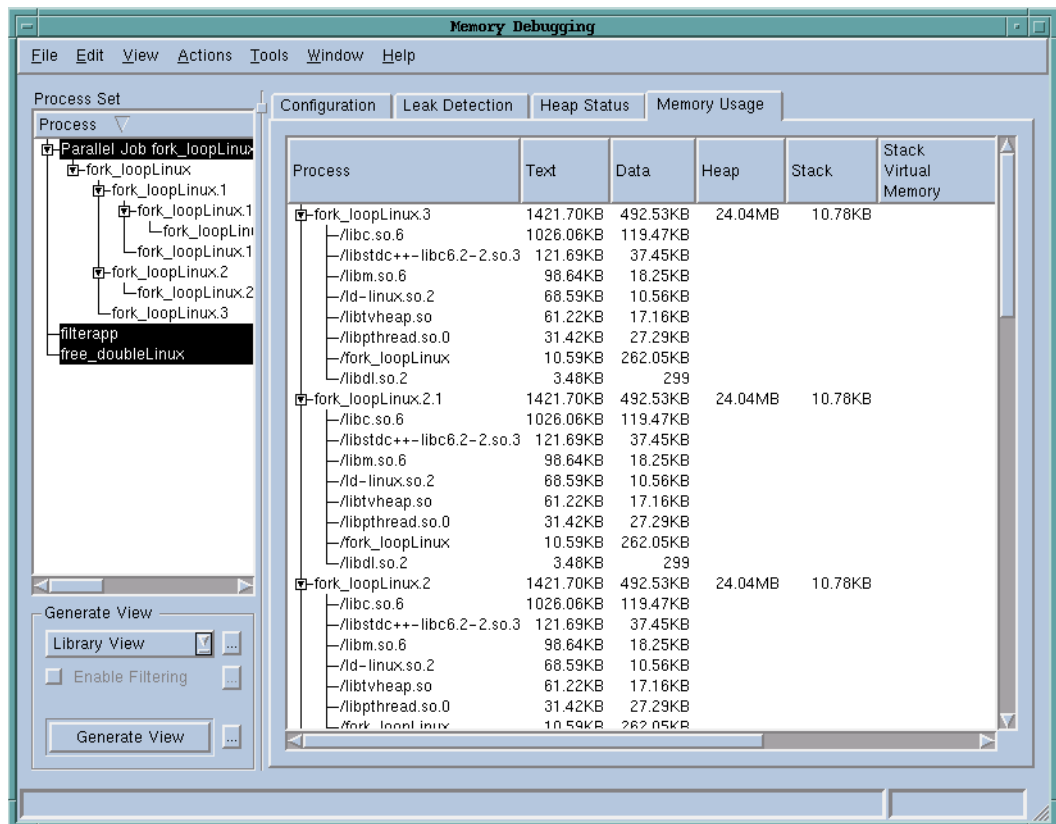 Memory Debugging
File Edit View Actions Tools Window Help
Process Set
Process
Parallel Job fork_loopLinux
fork_loopLinux
fork_loopLinux.1
fork_loopLinux.1
fork_loopLinu
fork_loopLinux.1
fork_loopLinux.2
fork_loopLinux.2
fork_loopLinux.3
filterapp
free_doubleLinux
Generate View
Library View ...
Enable Filtering ...
Generate View ...
Configuration Leak Detection Heap Status Memory Usage
Process Text Data Heap Stack Stack Virtual Memory
fork_loopLinux.3 1421.70KB 492.53KB 24.04MB 10.78KB
/libc.so.6 1026.06KB 119.47KB
/libstdc++-libc6.2-2.so.3 121.69KB 37.45KB
/libm.so.6 98.64KB 18.25KB
/ld-linux.so.2 68.59KB 10.56KB
/libtvheap.so 61.22KB 17.16KB
/libpthread.so.0 31.42KB 27.29KB
/fork_loopLinux 10.59KB 262.05KB
/libdl.so.2 3.48KB 299
fork_loopLinux.2.1 1421.70KB 492.53KB 24.04MB 10.78KB
/libc.so.6 1026.06KB 119.47KB
/libstdc++-libc6.2-2.so.3 121.69KB 37.45KB
/libm.so.6 98.64KB 18.25KB
/ld-linux.so.2 68.59KB 10.56KB
/libtvheap.so 61.22KB 17.16KB
/libpthread.so.0 31.42KB 27.29KB
/fork_loopLinux 10.59KB 262.05KB
/libdl.so.2 3.48KB 299
fork_loopLinux.2 1421.70KB 492.53KB 24.04MB 10.78KB
/libc.so.6 1026.06KB 119.47KB
/libstdc++-libc6.2-2.so.3 121.69KB 37.45KB
/libm.so.6 98.64KB 18.25KB
/ld-linux.so.2 68.59KB 10.56KB
/libtvheap.so 61.22KB 17.16KB
/libpthread.so.0 31.42KB 27.29KB
/fork_loopLinux 10.59KB 262.05KB